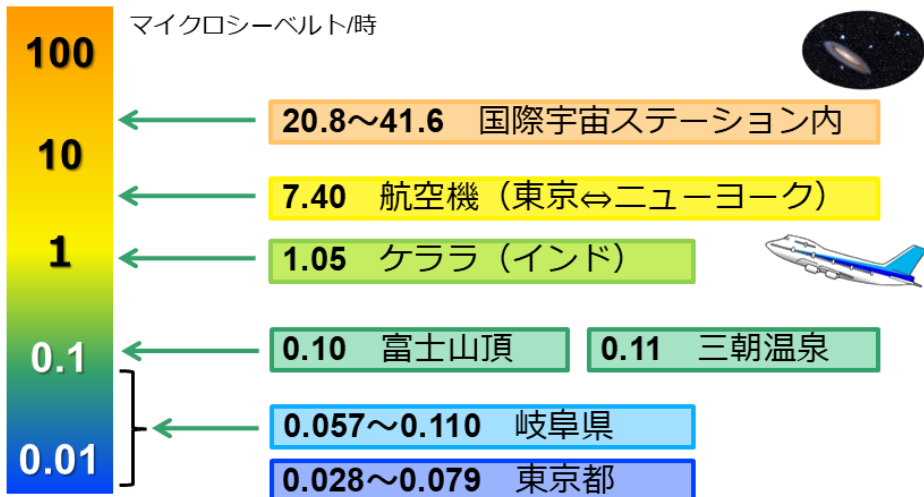 マイクロシーベルト/時
100
20.8～41.6 国際宇宙ステーション内
10
7.40 航空機（東京⇔ニューヨーク）
1
1.05 ケララ（インド）
0.1
0.10 富士山頂
0.11 三朝温泉
0.057～0.110 岐阜県
0.01
0.028～0.079 東京都